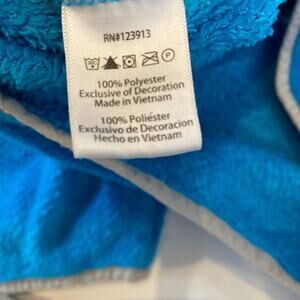 RN#123913
100% Polyester
Exclusive of Decoration
Made in Vietnam
100% Poliéster
Exclusivo de Decoracion
Hecho en Vietnam